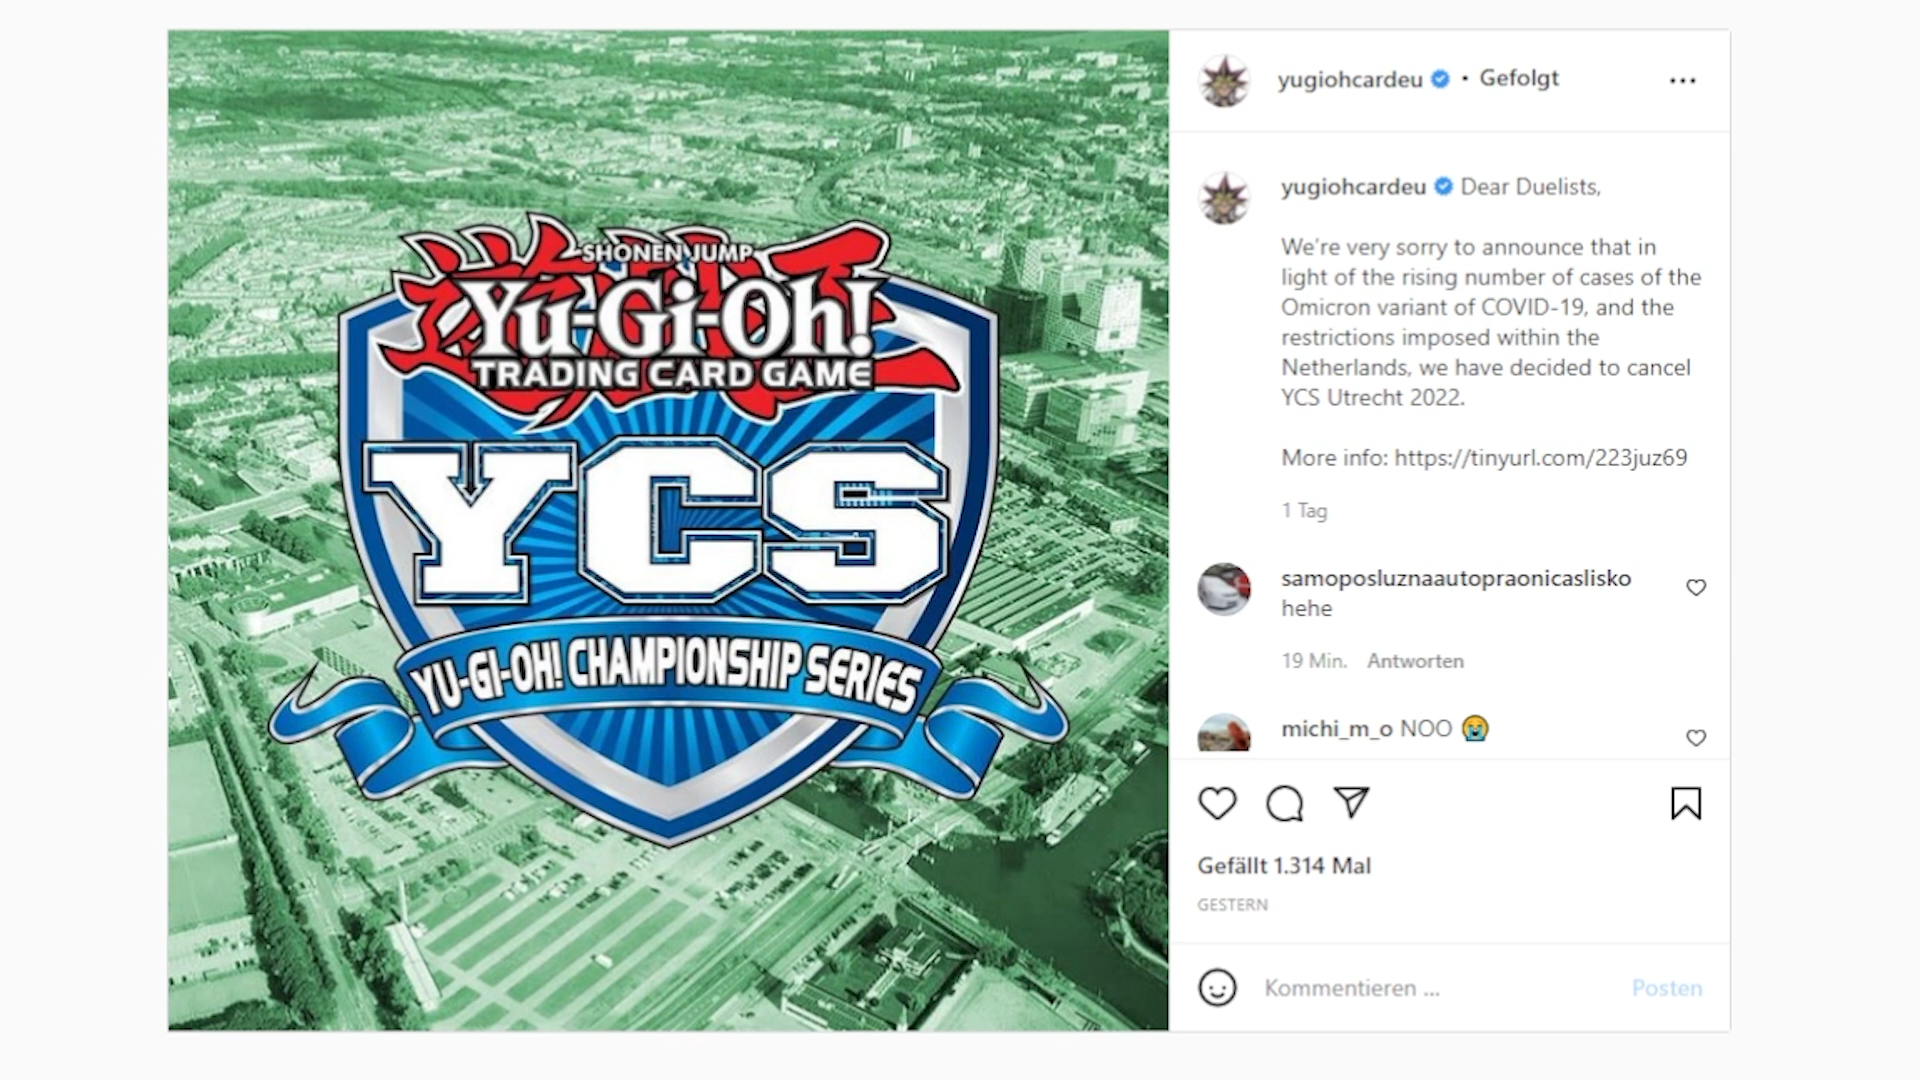 SHONEN JUMP
Yu-Gi-Oh!
TRADING CARD GAME
YCS
YU-GI-OH! CHAMPIONSHIP SERIES
yugiohcardeu • Gefolgt
yugiohcardeu Dear Duelists,
We're very sorry to announce that in
light of the rising number of cases of the
Omicron variant of COVID-19, and the
restrictions imposed within the
Netherlands, we have decided to cancel
YCS Utrecht 2022.
More info: https://tinyurl.com/223juz69
1 Tag
samoposluznaautopraonicaslisko
hehe
19 Min. Antworten
michi_m_o NOO 😭
Gefällt 1.314 Mal
GESTERN
Kommentieren ... Posten